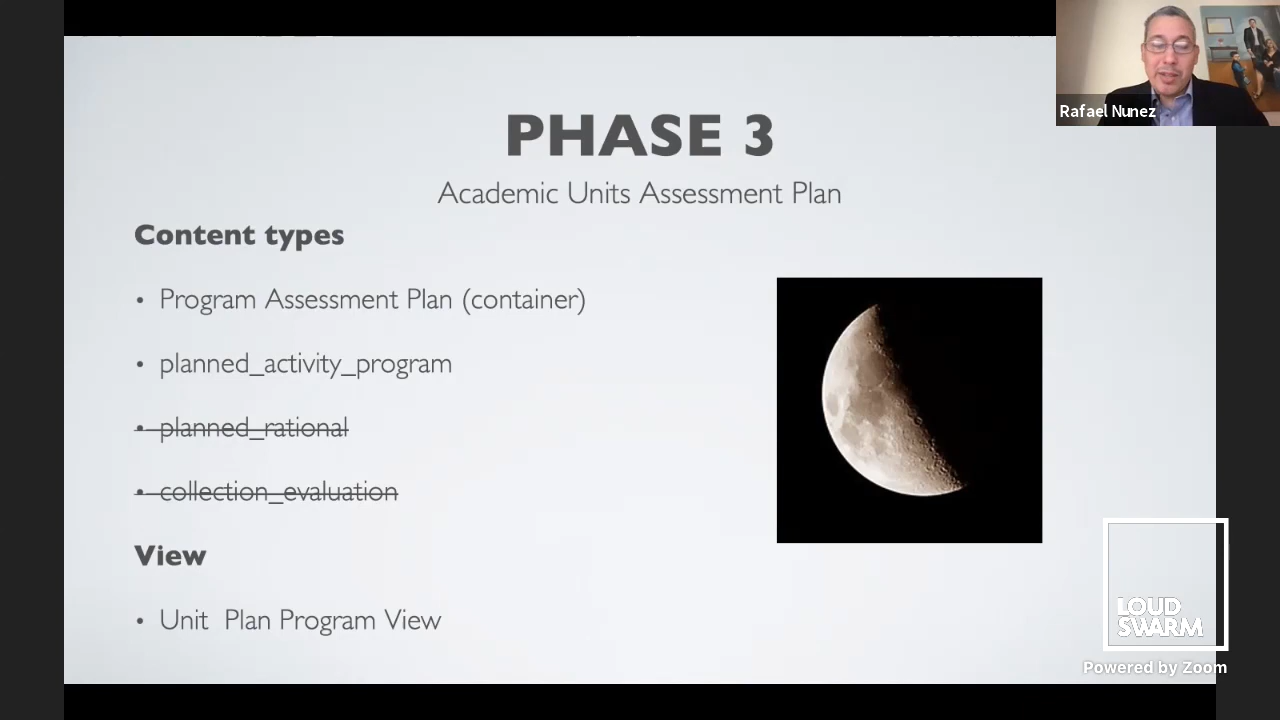 PHASE 3
Academic Units Assessment Plan
Content types
• Program Assessment Plan (container)
• planned_activity_program
• planned_rational
• collection_evaluation
View
• Unit Plan Program View
Rafael Nunez
LOUD
SWARM
Powered by Zoom